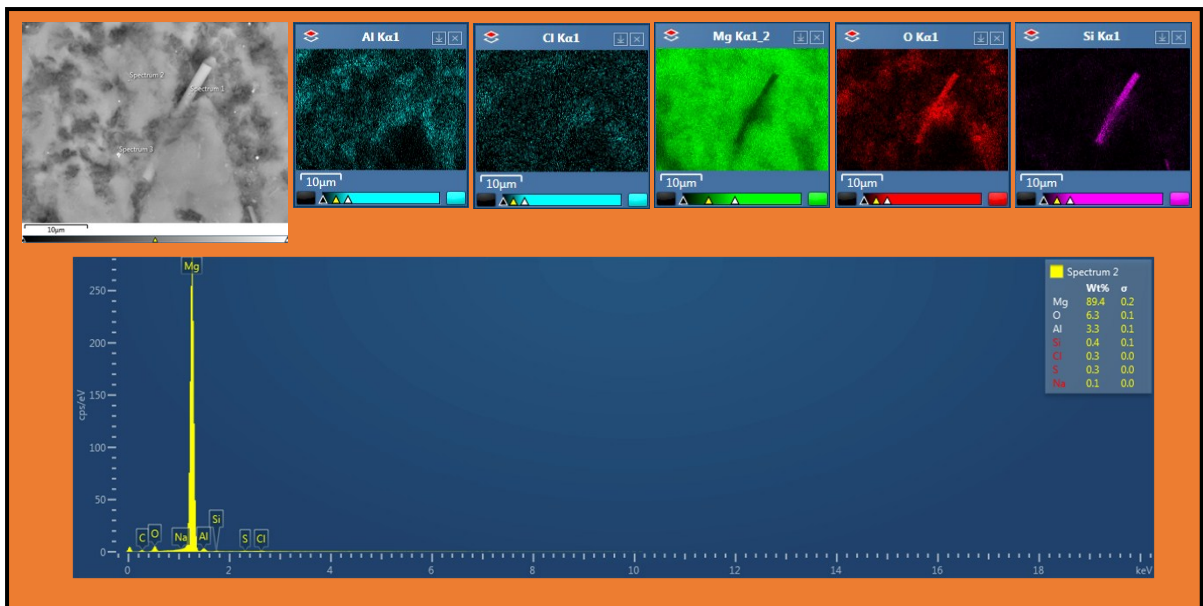 Al Kα1
Cl Kα1
Mg Kα1_2
O Kα1
Si Kα1
Spectrum 2
Spectrum 1
Spectrum 3
10μm
10μm
10μm
10μm
10μm
10μm
Mg
250
200
150
100
50
0
cps/eV
C
O
Na
Al
Si
S
Cl
0
2
4
6
8
10
12
14
16
18
keV
Spectrum 2
Wt% σ
Mg 89.4 0.2
O 6.3 0.1
Al 3.3 0.1
Si 0.4 0.1
Cl 0.3 0.0
S 0.3 0.0
Na 0.1 0.0